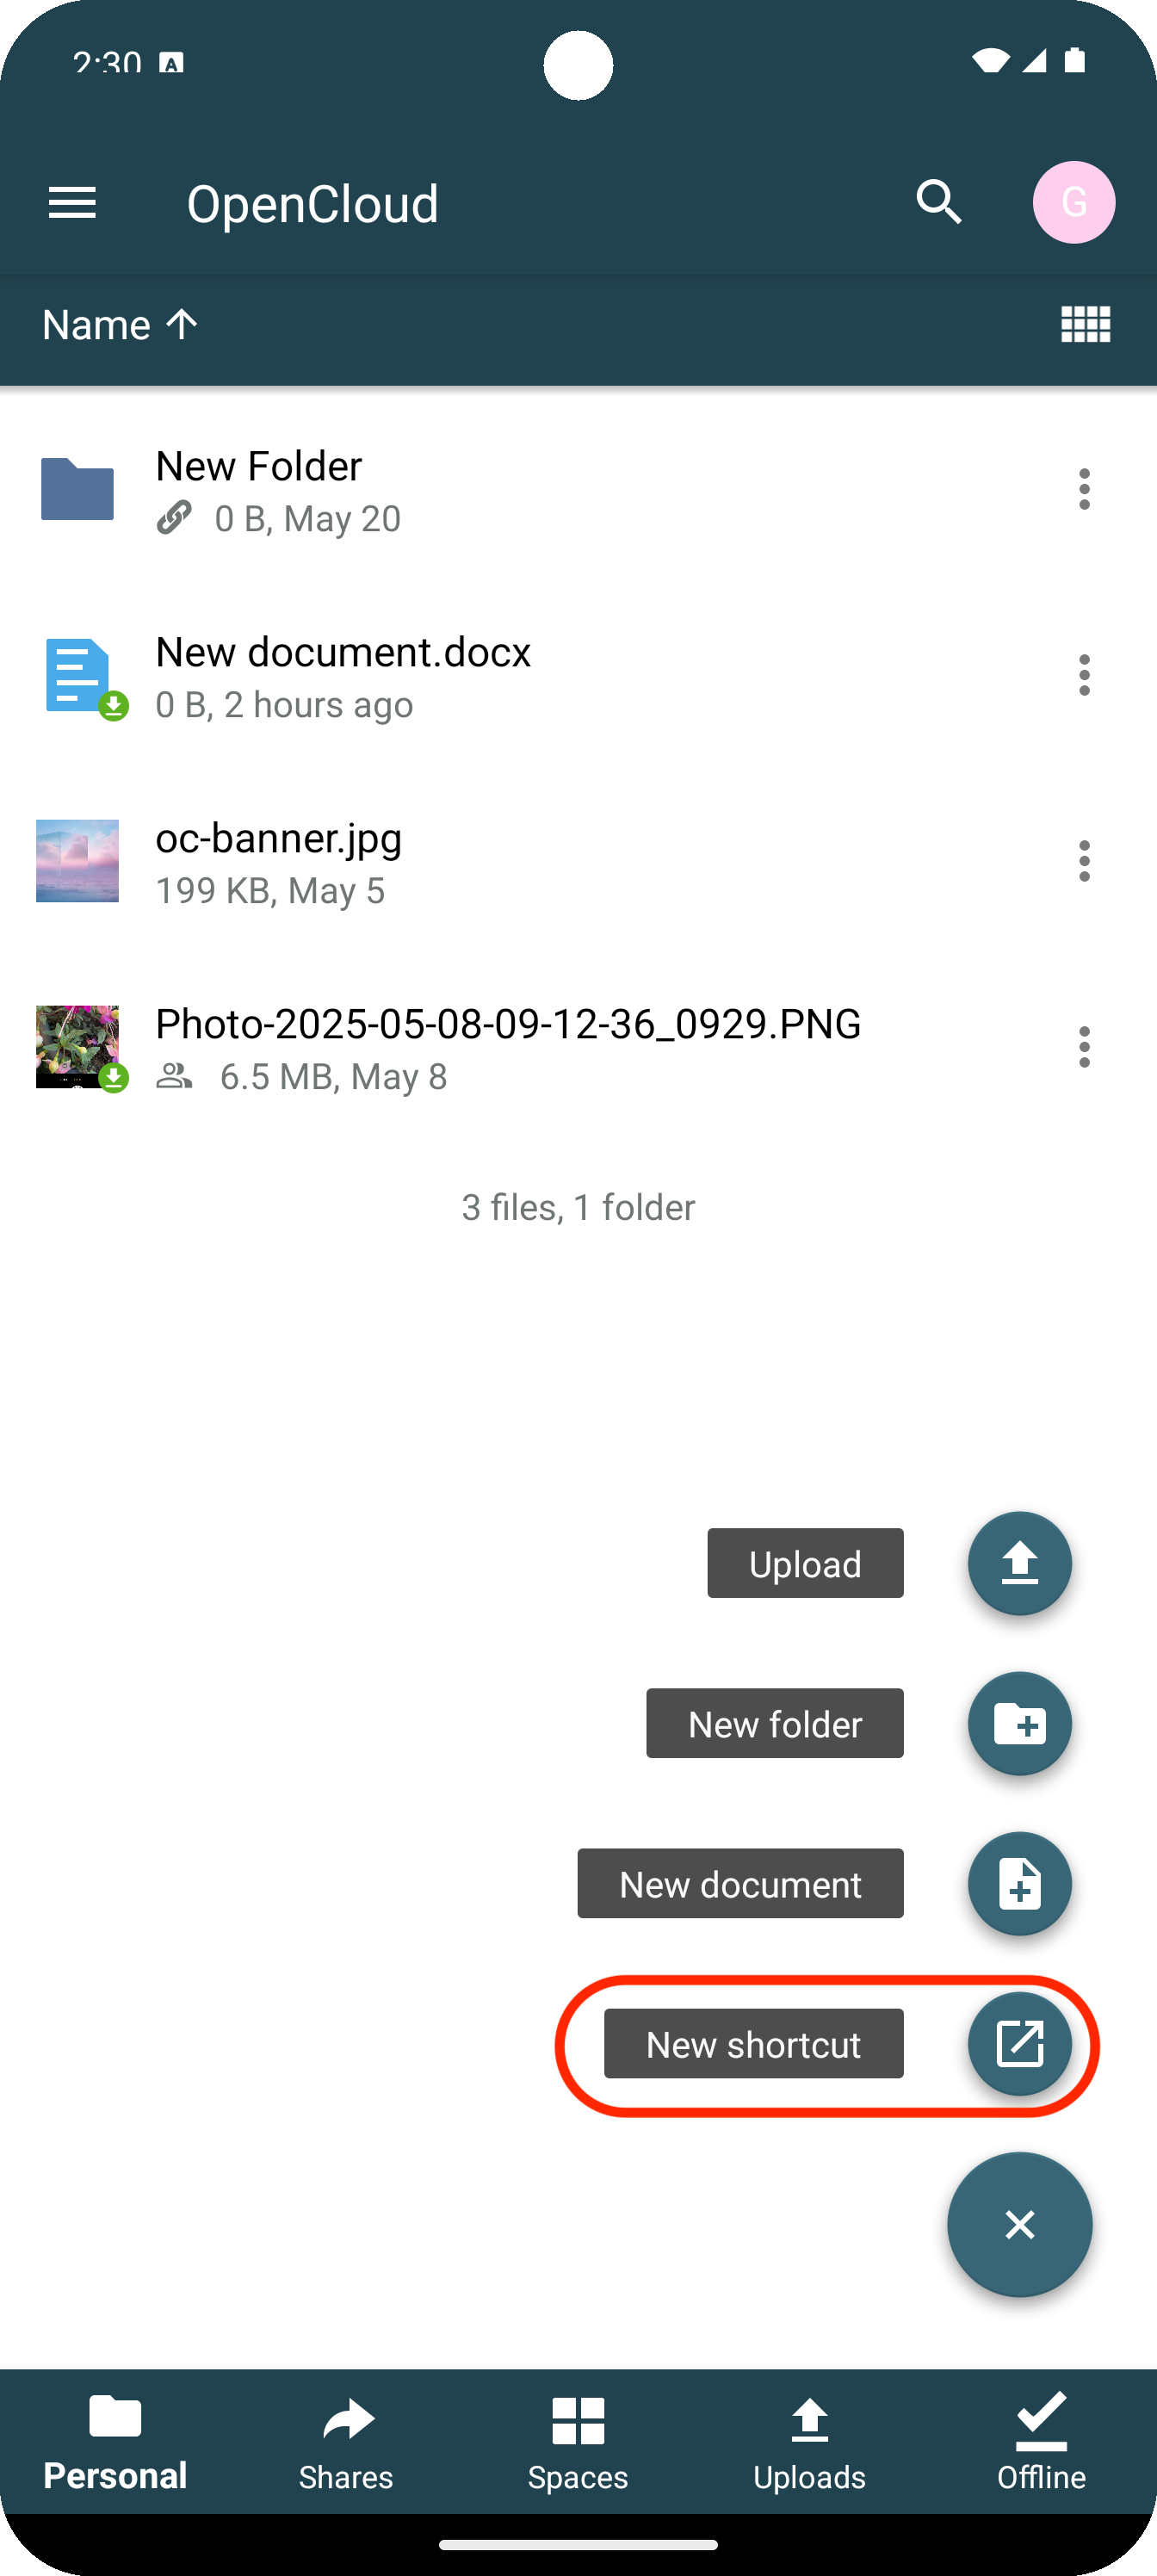 2:30 A
OpenCloud
G
Name
New Folder
0 B, May 20
New document.docx
0 B, 2 hours ago
oc-banner.jpg
199 KB, May 5
Photo-2025-05-08-09-12-36_0929.PNG
6.5 MB, May 8
3 files, 1 folder
Upload
New folder
New document
New shortcut
Personal
Shares
Spaces
Uploads
Offline